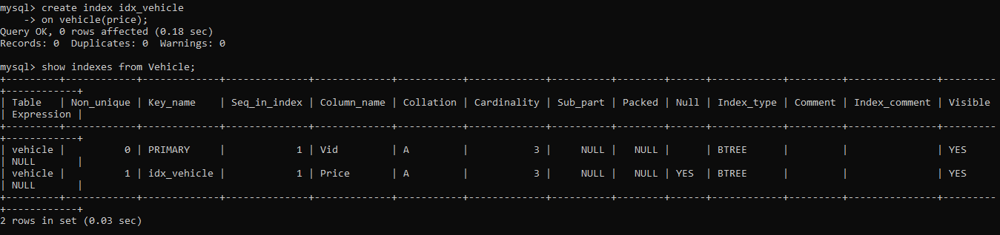 mysql> create index idx_vehicle
    -> on vehicle(price);
Query OK, 0 rows affected (0.18 sec)
Records: 0  Duplicates: 0  Warnings: 0

mysql> show indexes from Vehicle;
+---------+------------+-------------+--------------+-------------+-----------+-------------+----------+--------+------+------------+---------+---------------+---------
+------------+
| Table   | Non_unique | Key_name    | Seq_in_index | Column_name | Collation | Cardinality | Sub_part | Packed | Null | Index_type | Comment | Index_comment | Visible
| Expression |
+---------+------------+-------------+--------------+-------------+-----------+-------------+----------+--------+------+------------+---------+---------------+---------
+------------+
| vehicle |          0 | PRIMARY     |            1 | Vid         | A         |           3 |     NULL |   NULL |      | BTREE      |         |               | YES
| NULL       |
| vehicle |          1 | idx_vehicle |            1 | Price       | A         |           3 |     NULL |   NULL | YES  | BTREE      |         |               | YES
| NULL       |
+---------+------------+-------------+--------------+-------------+-----------+-------------+----------+--------+------+------------+---------+---------------+---------
+------------+
2 rows in set (0.03 sec)